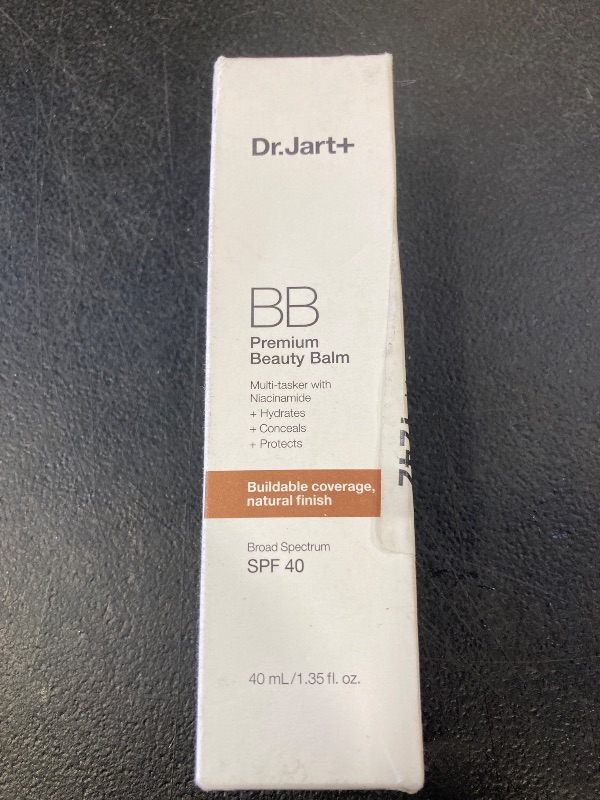 Dr.Jart+
BB
Premium
Beauty Balm
Multi-tasker with
Niacinamide
+ Hydrates
+ Conceals
+ Protects
Buildable coverage,
natural finish
Broad Spectrum
SPF 40
40 mL/1.35 fl. oz.